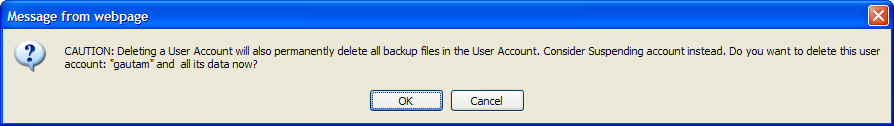 Message from webpage
CAUTION: Deleting a User Account will also permanently delete all backup files in the User Account. Consider Suspending account instead. Do you want to delete this user
account: "gautam" and  all its data now?
OK
Cancel